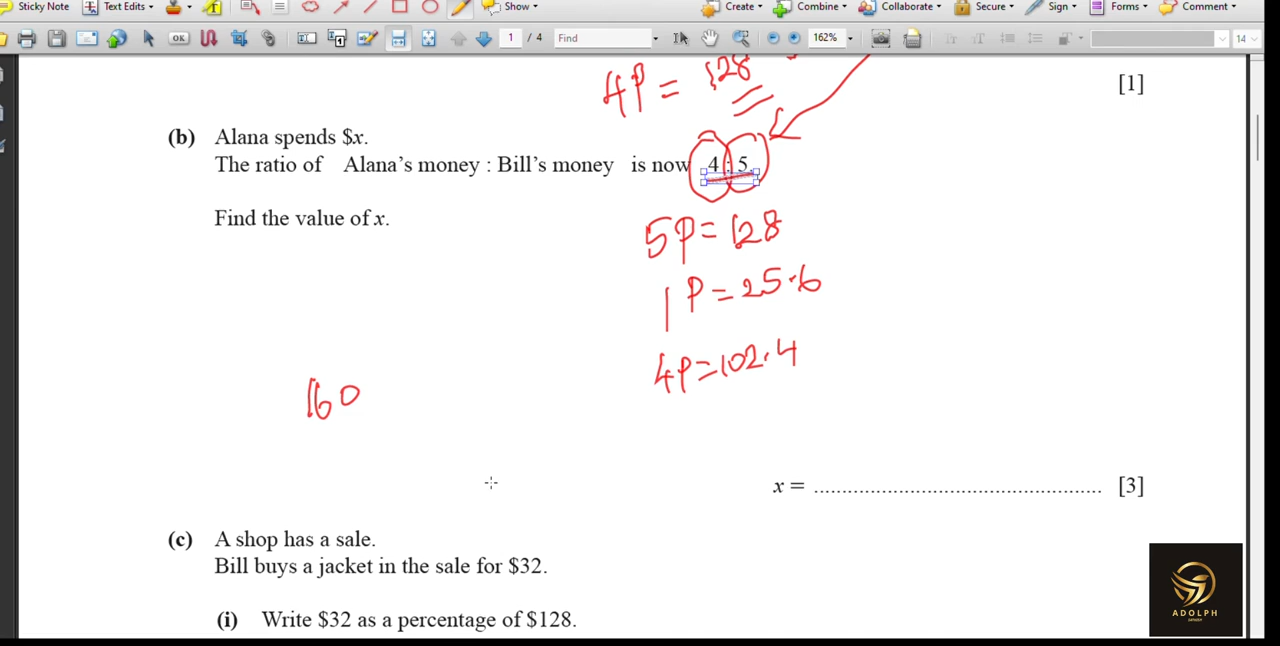 Sticky Note Text Edits Show Create Combine Collaborate Secure Sign Forms Comment
OK 1 / 4 Find 162% 14
4P = 128
[1]
(b) Alana spends $x.
The ratio of Alana's money : Bill's money is now 4 : 5.
Find the value of x.
5P = 128
1P = 25.6
4P = 102.4
160
x = .................................................. [3]
(c) A shop has a sale.
Bill buys a jacket in the sale for $32.
(i) Write $32 as a percentage of $128.
ADOLPH